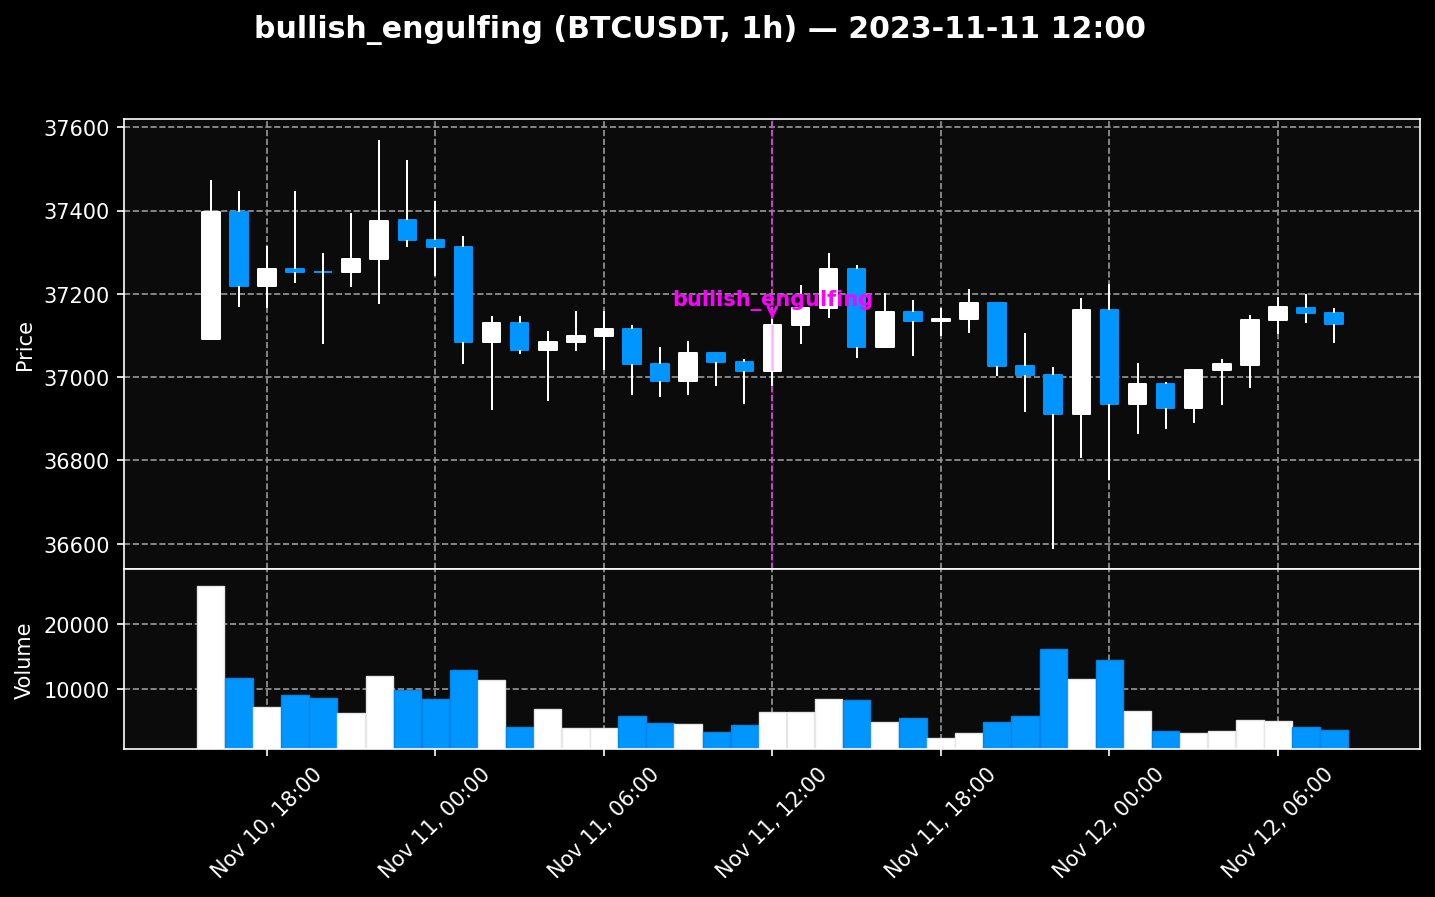 bullish_engulfing (BTCUSDT, 1h) — 2023-11-11 12:00
37600
37400
37200
37000
36800
36600
Price
bullish_engulfing
20000
10000
Volume
Nov 10, 18:00
Nov 11, 00:00
Nov 11, 06:00
Nov 11, 12:00
Nov 11, 18:00
Nov 12, 00:00
Nov 12, 06:00